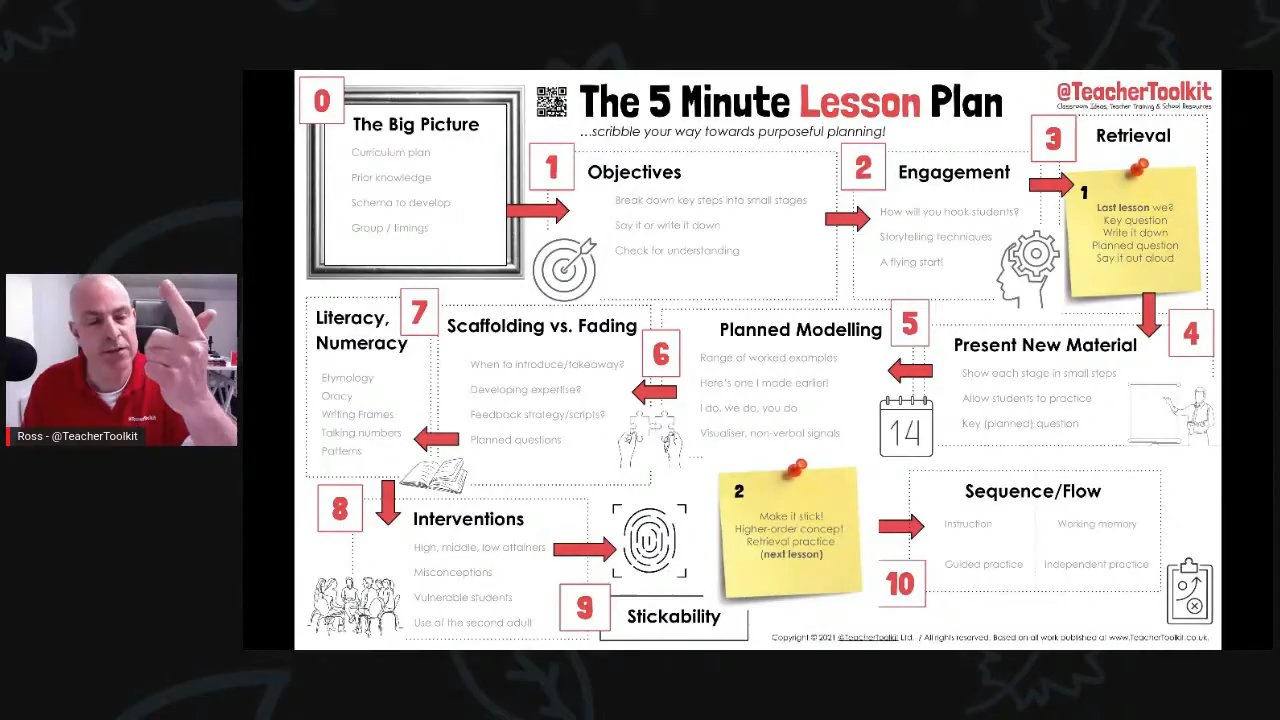 The 5 Minute Lesson Plan
...scribble your way towards purposeful planning!
@TeacherToolkit
Classroom Ideas, Teacher Training & School Resources
0
The Big Picture
Curriculum plan
Prior knowledge
Schema to develop
Group / timings
1
Objectives
Break down key steps into small stages
Say it or write it down
Check for understanding
2
Engagement
How will you hook students?
Storytelling techniques
A flying start!
3
Retrieval
1
Last lesson we?
Key question
Write it down
Planned question
Say it out aloud
4
Present New Material
Show each stage in small steps
Allow students to practice
Key (planned) question
5
Planned Modelling
Range of worked examples
Here's one I made earlier!
I do, we do, you do
Visualiser, non-verbal signals
14
6
Scaffolding vs. Fading
When to introduce/takeaway?
Developing expertise?
Feedback strategy/scripts?
Planned questions
7
Literacy,
Numeracy
Etymology
Oracy
Writing Frames
Talking numbers
Patterns
8
Interventions
High, middle, low attainers
Misconceptions
Vulnerable students
Use of the second adult
9
Stickability
2
Make it stick!
Higher-order concept
Retrieval practice
(next lesson)
10
Sequence/Flow
Instruction
Working memory
Guided practice
Independent practice
Copyright © 2021 @TeacherToolkit Ltd. / All rights reserved. Based on all work published at www.TeacherToolkit.co.uk.
Ross - @TeacherToolkit